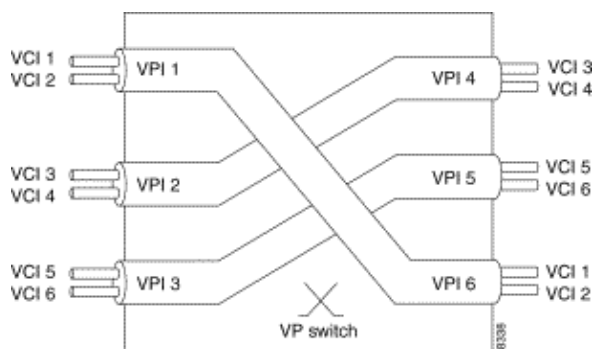 VCI 1
VCI 2
VPI 1
VPI 4
VCI 3
VCI 4
VCI 3
VCI 4
VPI 2
VPI 5
VCI 5
VCI 6
VCI 5
VCI 6
VPI 3
VPI 6
VCI 1
VCI 2
VP switch
8338